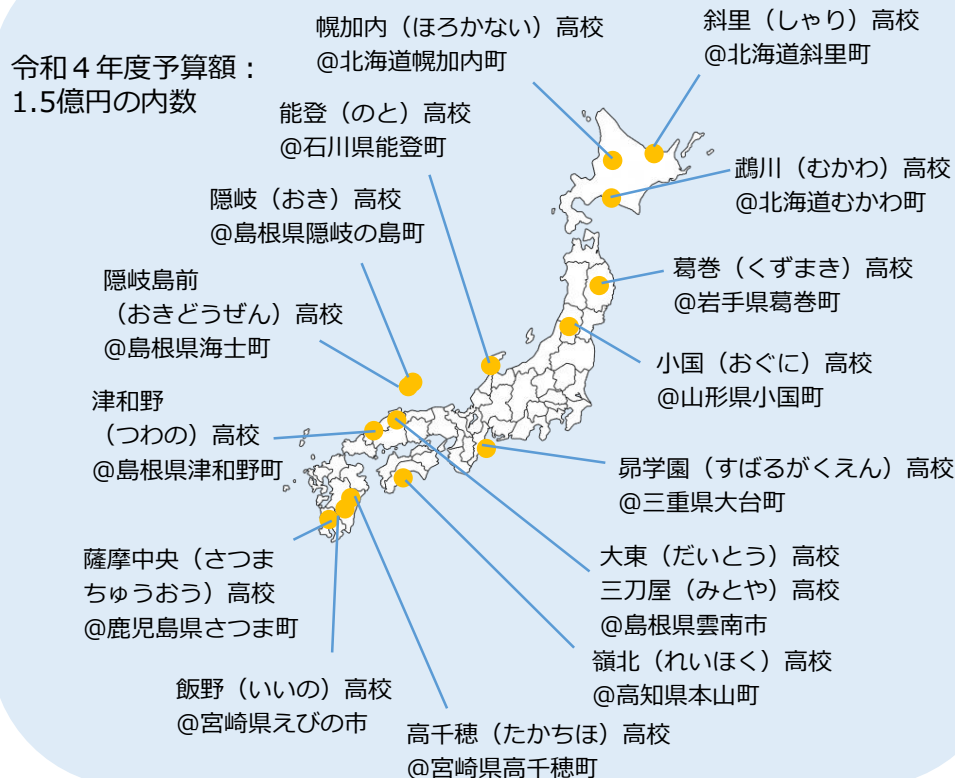 令和４年度予算額：
1.5億円の内数
幌加内（ほろかない）高校
@北海道幌加内町
斜里（しゃり）高校
@北海道斜里町
能登（のと）高校
@石川県能登町
鵡川（むかわ）高校
@北海道むかわ町
隠岐（おき）高校
@島根県隠岐の島町
葛巻（くずまき）高校
@岩手県葛巻町
隠岐島前
（おきどうぜん）高校
@島根県海士町
小国（おぐに）高校
@山形県小国町
津和野
（つわの）高校
@島根県津和野町
昴学園（すばるがくえん）高校
@三重県大台町
薩摩中央（さつま
ちゅうおう）高校
@鹿児島県さつま町
大東（だいとう）高校
三刀屋（みとや）高校
@島根県雲南市
嶺北（れいほく）高校
@高知県本山町
飯野（いいの）高校
@宮崎県えびの市
高千穂（たかちほ）高校
@宮崎県高千穂町